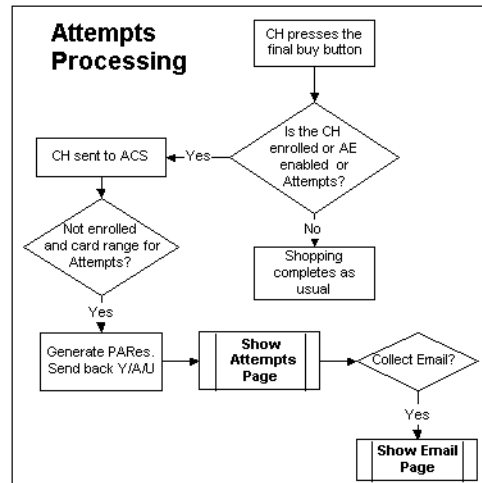 Attempts
Processing
CH presses the
final buy button
Is the CH
enrolled or AE
enabled or
Attempts?
Yes
CH sent to ACS
No
Not enrolled
and card range for
Attempts?
Shopping
completes as
usual
Yes
Generate PARes.
Send back Y/A/U
Show
Attempts
Page
Collect Email?
Yes
Show Email
Page